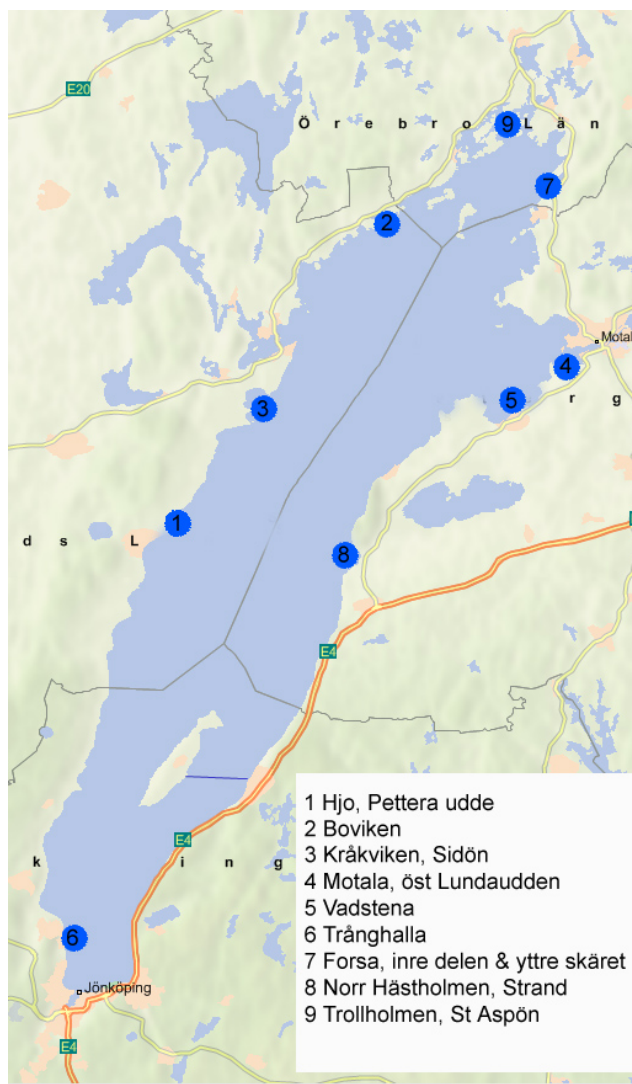 E20
Ö r e b r o L ä n
9
7
2
Motal
4
5
r g
3
1
d s L
8
E4
E4
k i n g
6
Jönköping
E4
1 Hjo, Pettera udde
2 Boviken
3 Kråkviken, Sidön
4 Motala, öst Lundaudden
5 Vadstena
6 Trånghalla
7 Forsa, inre delen & yttre skäret
8 Norr Hästholmen, Strand
9 Trollholmen, St Aspön